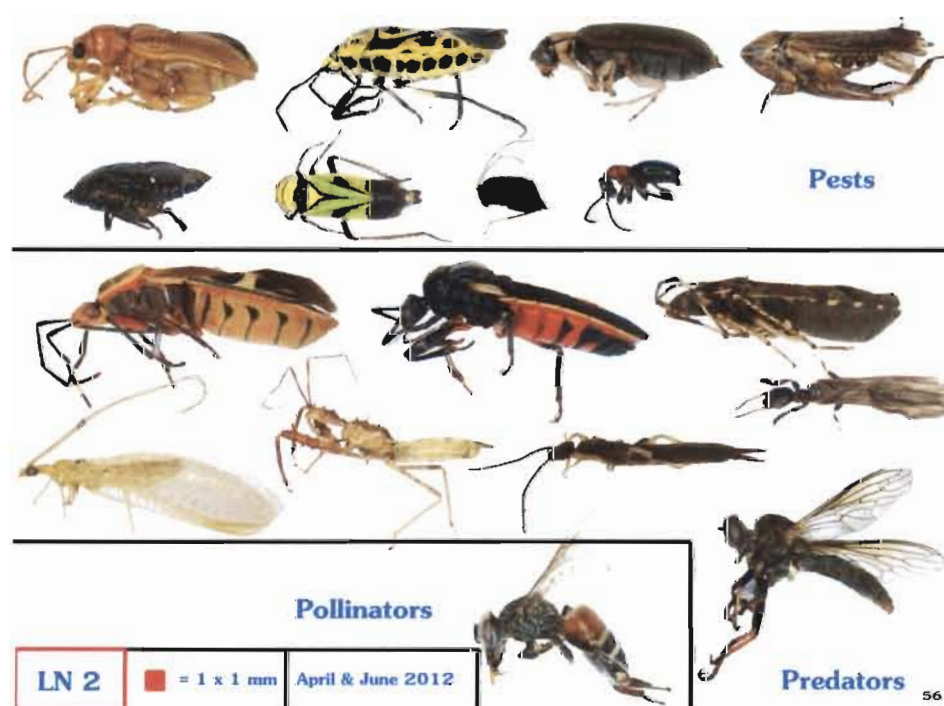 Pests
Pollinators
LN 2
= 1 x 1 mm
April & June 2012
Predators
56